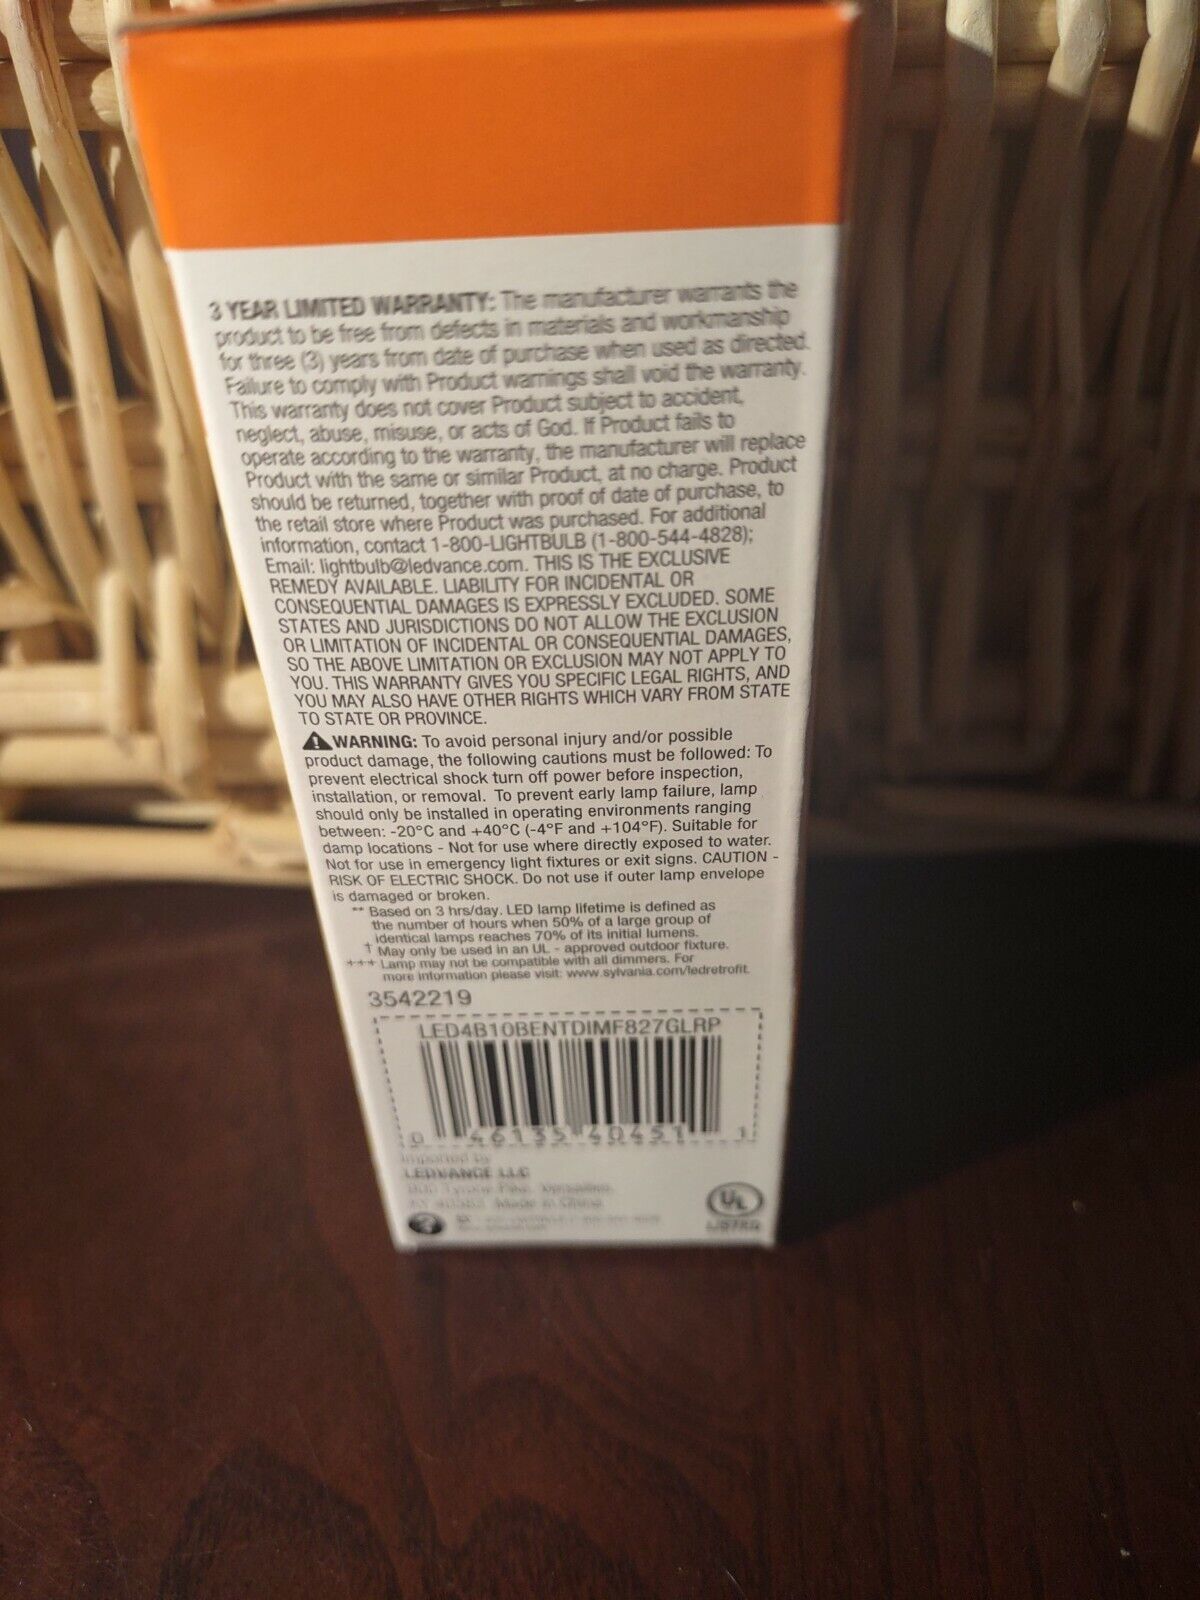 3 YEAR LIMITED WARRANTY: The manufacturer warrants the
product to be free from defects in materials and workmanship
for three (3) years from date of purchase when used as directed.
Failure to comply with Product warnings shall void the warranty.
This warranty does not cover Product subject to accident,
neglect, abuse, misuse, or acts of God. If Product fails to
operate according to the warranty, the manufacturer will replace
Product with the same or similar Product, at no charge. Product
should be returned, together with proof of date of purchase, to
the retail store where Product was purchased. For additional
information, contact 1-800-LIGHTBULB (1-800-544-4828);
Email: lightbulb@ledvance.com. THIS IS THE EXCLUSIVE
REMEDY AVAILABLE. LIABILITY FOR INCIDENTAL OR
CONSEQUENTIAL DAMAGES IS EXPRESSLY EXCLUDED. SOME
STATES AND JURISDICTIONS DO NOT ALLOW THE EXCLUSION
OR LIMITATION OF INCIDENTAL OR CONSEQUENTIAL DAMAGES,
SO THE ABOVE LIMITATION OR EXCLUSION MAY NOT APPLY TO
YOU. THIS WARRANTY GIVES YOU SPECIFIC LEGAL RIGHTS, AND
YOU MAY ALSO HAVE OTHER RIGHTS WHICH VARY FROM STATE
TO STATE OR PROVINCE.
WARNING: To avoid personal injury and/or possible
product damage, the following cautions must be followed: To
prevent electrical shock turn off power before inspection,
installation, or removal. To prevent early lamp failure, lamp
should only be installed in operating environments ranging
between: -20°C and +40°C (-4°F and +104°F). Suitable for
damp locations - Not for use where directly exposed to water.
Not for use in emergency light fixtures or exit signs. CAUTION -
RISK OF ELECTRIC SHOCK. Do not use if outer lamp envelope
is damaged or broken.
** Based on 3 hrs/day. LED lamp lifetime is defined as
the number of hours when 50% of a large group of
identical lamps reaches 70% of its initial lumens.
† May only be used in an UL - approved outdoor fixture.
+++ Lamp may not be compatible with all dimmers. For
more information please visit: www.sylvania.com/ledretrofit.
3542219
LED4B10BENTDIMF827GLRP
0 46135 40451 1
Imported by
LEDVANCE LLC
Made in China
UL
LISTED